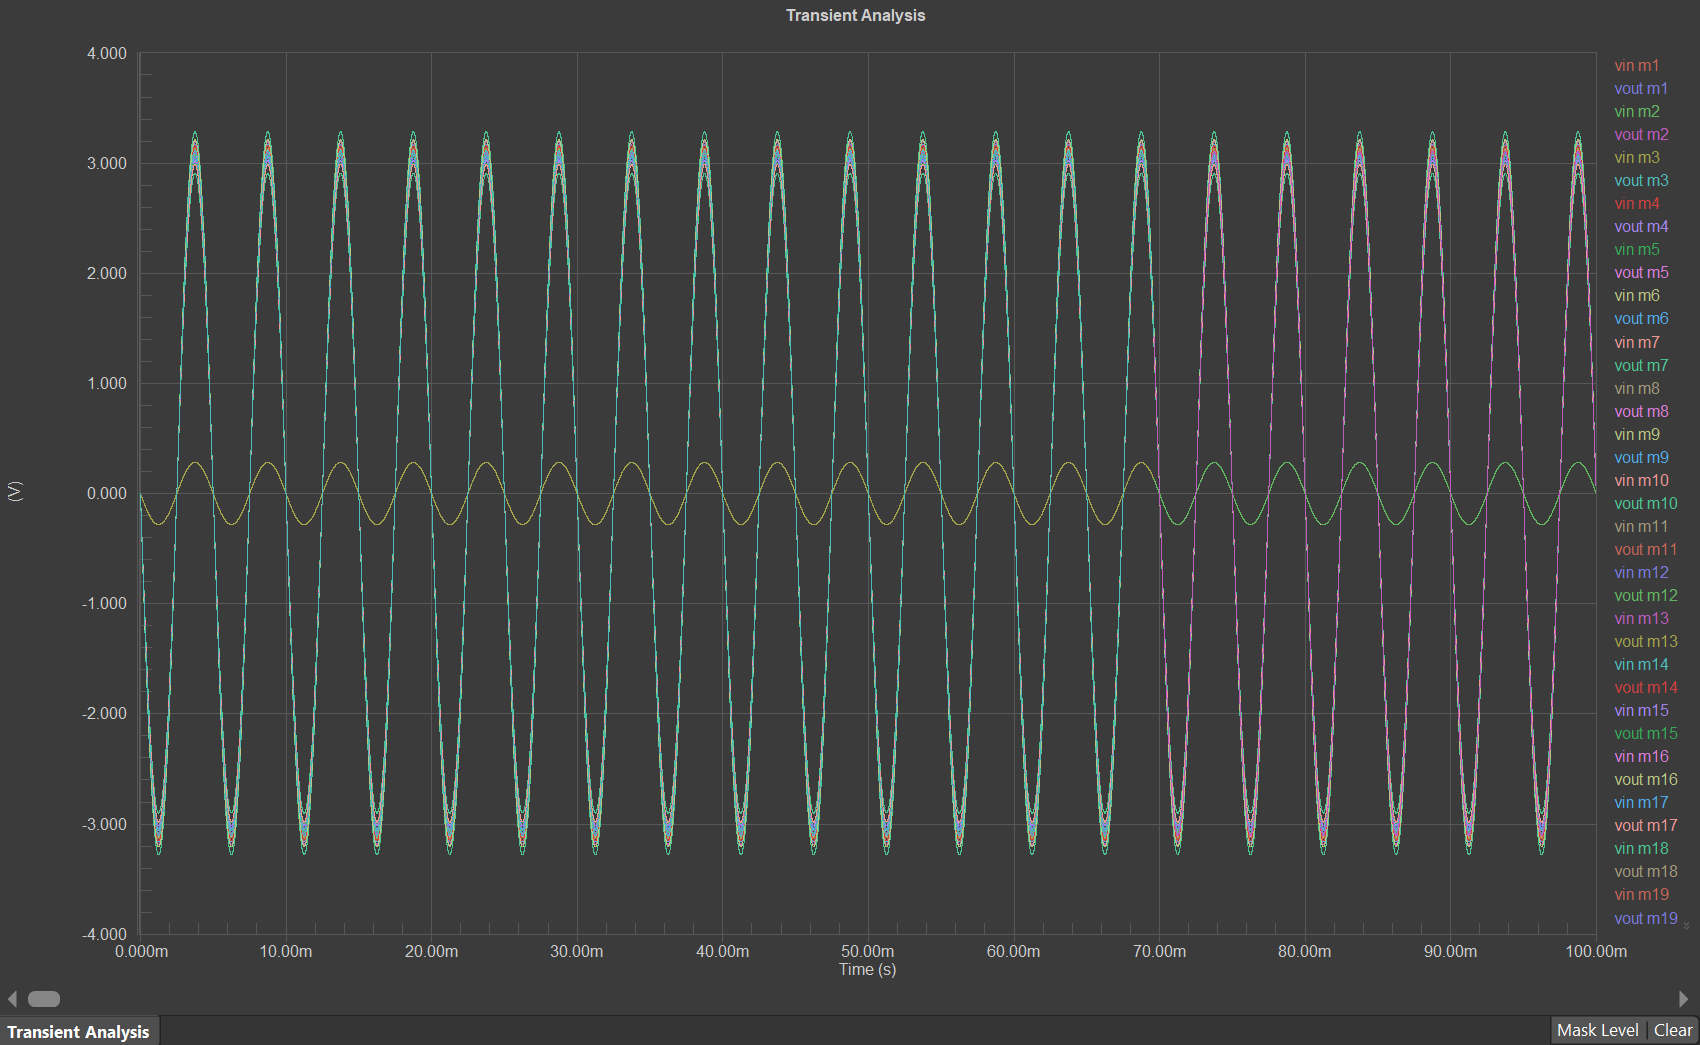 Transient Analysis
4.000
3.000
2.000
1.000
0.000
-1.000
-2.000
-3.000
-4.000
(V)
0.000m 10.00m 20.00m 30.00m 40.00m 50.00m 60.00m 70.00m 80.00m 90.00m 100.00m
Time (s)
vin m1
vout m1
vin m2
vout m2
vin m3
vout m3
vin m4
vout m4
vin m5
vout m5
vin m6
vout m6
vin m7
vout m7
vin m8
vout m8
vin m9
vout m9
vin m10
vout m10
vin m11
vout m11
vin m12
vout m12
vin m13
vout m13
vin m14
vout m14
vin m15
vout m15
vin m16
vout m16
vin m17
vout m17
vin m18
vout m18
vin m19
vout m19
Transient Analysis
Mask Level Clear